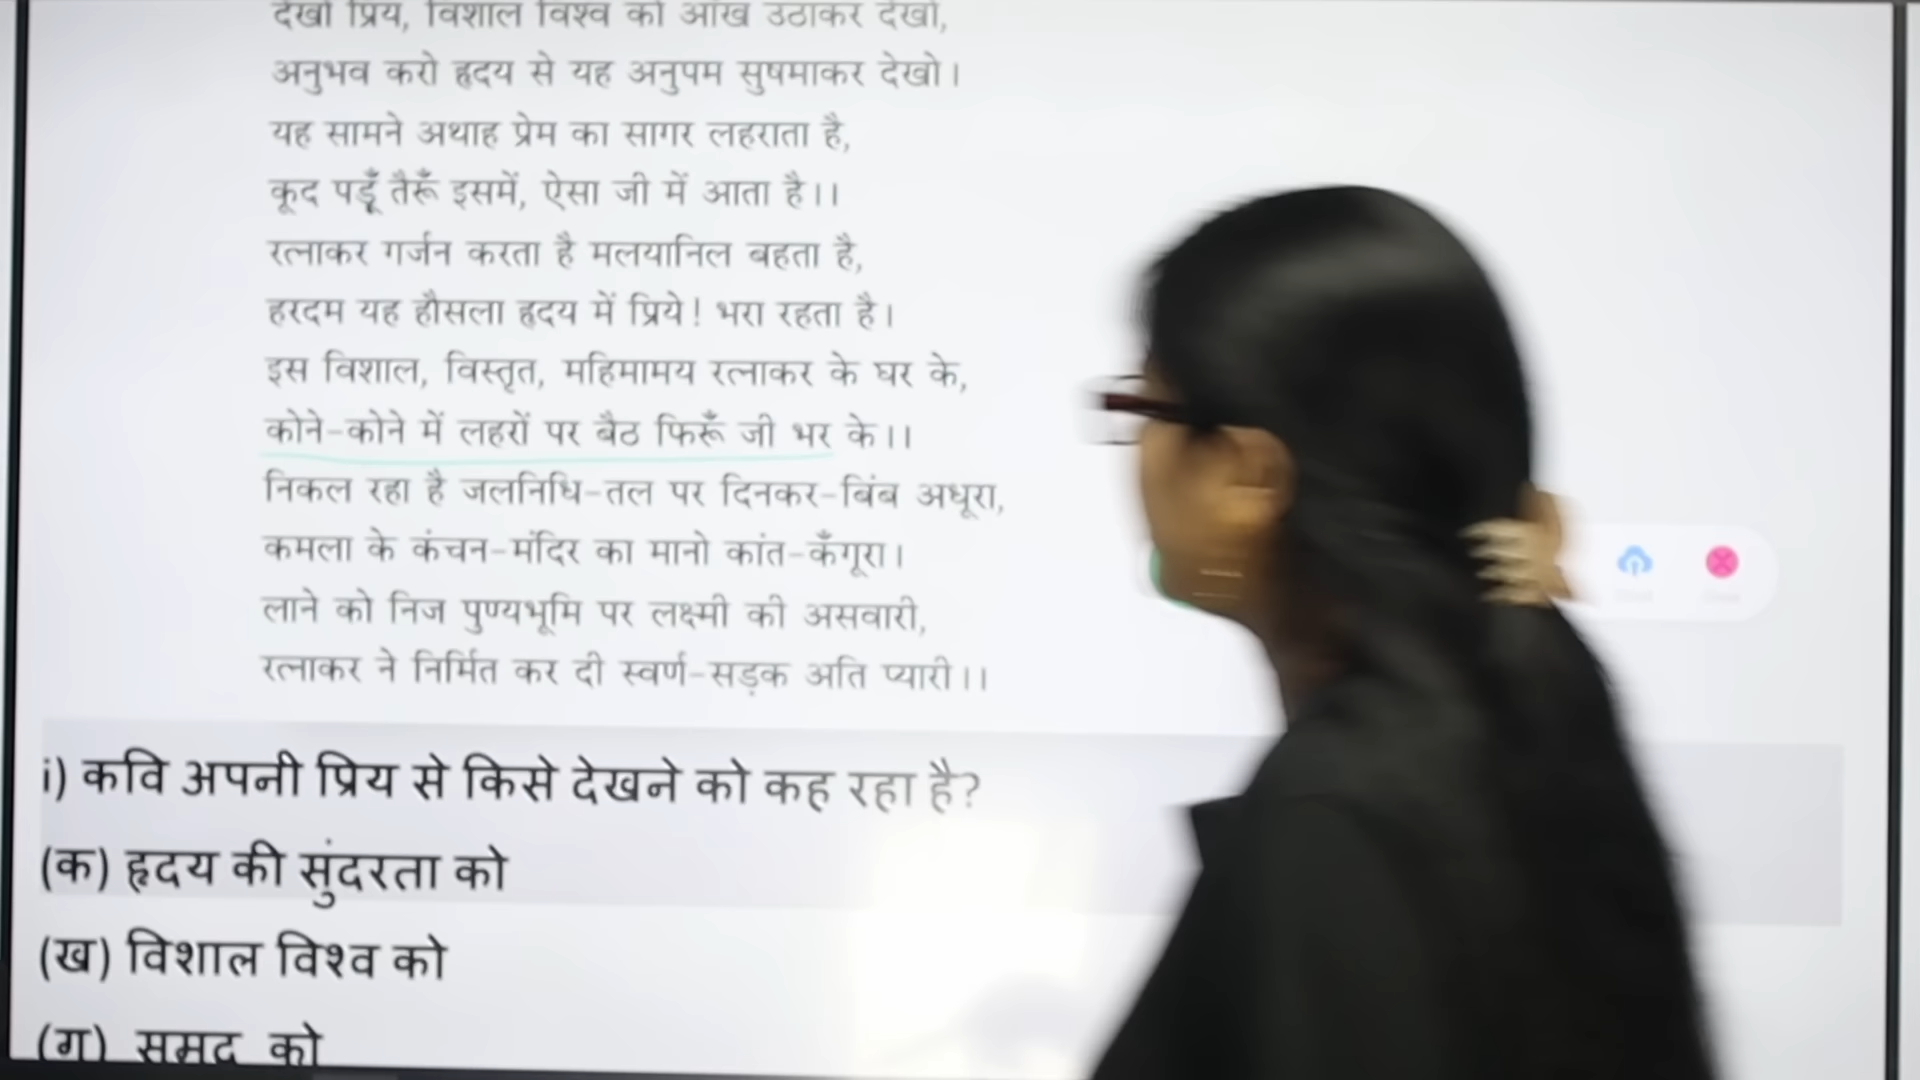 देखो प्रिय, विशाल विश्व को आँख उठाकर देखो,
अनुभव करो हृदय से यह अनुपम सुषमाकर देखो।
यह सामने अथाह प्रेम का सागर लहराता है,
कूद पड़ूँ तैरूँ इसमें, ऐसा जी में आता है।।
रत्नाकर गर्जन करता है मलयानिल बहता है,
हरदम यह हौसला हृदय में प्रिये! भरा रहता है।
इस विशाल, विस्तृत, महिमामय रत्नाकर के घर के,
कोने-कोने में लहरों पर बैठ फिरूँ जी भर के।।
निकल रहा है जलनिधि-तल पर दिनकर-बिंब अधूरा,
कमला के कंचन-मंदिर का मानो कांत-कँगूरा।
लाने को निज पुण्यभूमि पर लक्ष्मी की असवारी,
रत्नाकर ने निर्मित कर दी स्वर्ण-सड़क अति प्यारी।।
i) कवि अपनी प्रिय से किसे देखने को कह रहा है?
(क) हृदय की सुंदरता को
(ख) विशाल विश्व को
(ग) समुद्र को